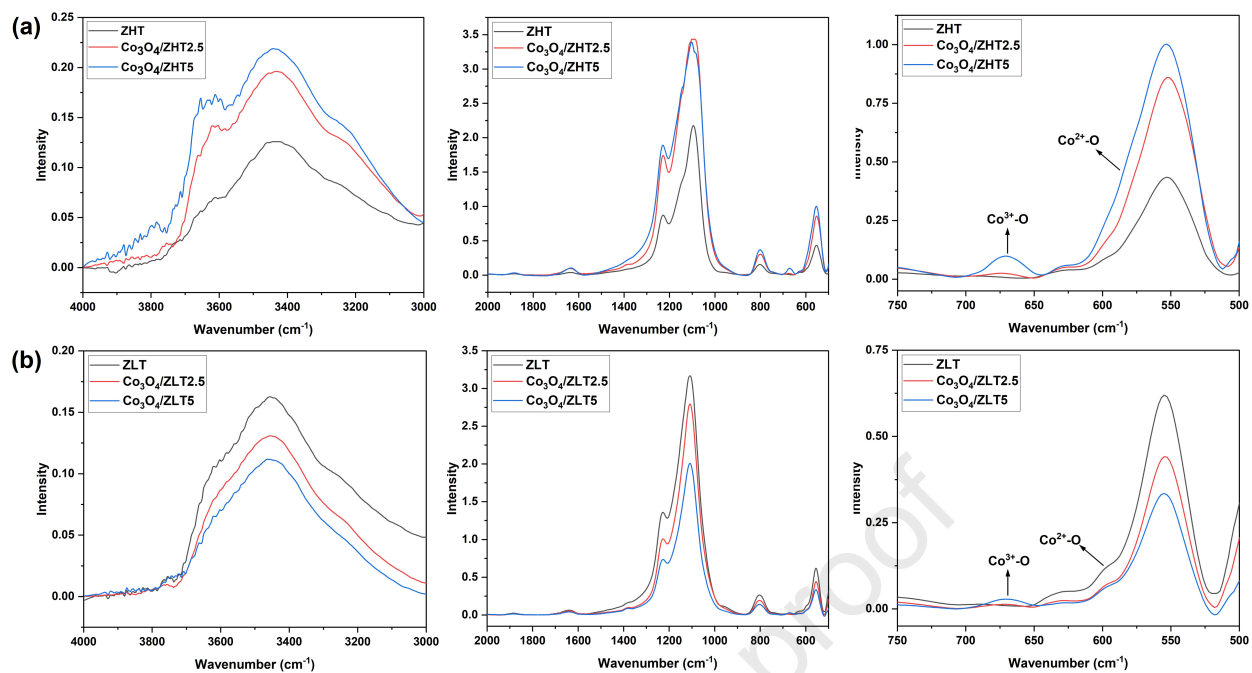 (a)
0.25
0.20
0.15
0.10
0.05
0.00
4000 3800 3600 3400 3200 3000
Intensity
Wavenumber (cm⁻¹)
ZHT
Co₃O₄/ZHT2.5
Co₃O₄/ZHT5
3.5
3.0
2.5
2.0
1.5
1.0
0.5
0.0
2000 1800 1600 1400 1200 1000 800 600
Intensity
Wavenumber (cm⁻¹)
ZHT
Co₃O₄/ZHT2.5
Co₃O₄/ZHT5
1.00
0.75
0.50
0.25
0.00
750 700 650 600 550 500
Intensity
Wavenumber (cm⁻¹)
ZHT
Co₃O₄/ZHT2.5
Co₃O₄/ZHT5
Co²⁺-O
Co³⁺-O
(b)
0.20
0.15
0.10
0.05
0.00
4000 3800 3600 3400 3200 3000
Intensity
Wavenumber (cm⁻¹)
ZLT
Co₃O₄/ZLT2.5
Co₃O₄/ZLT5
3.5
3.0
2.5
2.0
1.5
1.0
0.5
0.0
2000 1800 1600 1400 1200 1000 800 600
Intensity
Wavenumber (cm⁻¹)
ZLT
Co₃O₄/ZLT2.5
Co₃O₄/ZLT5
0.75
0.50
0.25
0.00
750 700 650 600 550 500
Intensity
Wavenumber (cm⁻¹)
ZLT
Co₃O₄/ZLT2.5
Co₃O₄/ZLT5
Co²⁺-O
Co³⁺-O
proof